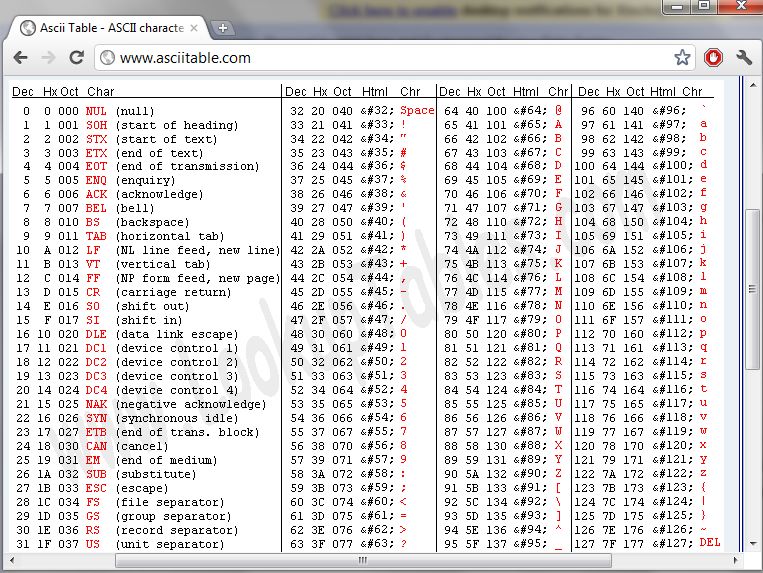 Click here to enable desktop notifications for
Ascii Table - ASCII characte
www.asciitable.com
Dec Hx Oct Char Dec Hx Oct Html Chr Dec Hx Oct Html Chr Dec Hx Oct Html Chr
0 0 000 NUL (null) 32 20 040 &#32; Space 64 40 100 &#64; @ 96 60 140 &#96; `
1 1 001 SOH (start of heading) 33 21 041 &#33; ! 65 41 101 &#65; A 97 61 141 &#97; a
2 2 002 STX (start of text) 34 22 042 &#34; " 66 42 102 &#66; B 98 62 142 &#98; b
3 3 003 ETX (end of text) 35 23 043 &#35; # 67 43 103 &#67; C 99 63 143 &#99; c
4 4 004 EOT (end of transmission) 36 24 044 &#36; $ 68 44 104 &#68; D 100 64 144 &#100; d
5 5 005 ENQ (enquiry) 37 25 045 &#37; % 69 45 105 &#69; E 101 65 145 &#101; e
6 6 006 ACK (acknowledge) 38 26 046 &#38; & 70 46 106 &#70; F 102 66 146 &#102; f
7 7 007 BEL (bell) 39 27 047 &#39; ' 71 47 107 &#71; G 103 67 147 &#103; g
8 8 010 BS (backspace) 40 28 050 &#40; ( 72 48 110 &#72; H 104 68 150 &#104; h
9 9 011 TAB (horizontal tab) 41 29 051 &#41; ) 73 49 111 &#73; I 105 69 151 &#105; i
10 A 012 LF (NL line feed, new line) 42 2A 052 &#42; * 74 4A 112 &#74; J 106 6A 152 &#106; j
11 B 013 VT (vertical tab) 43 2B 053 &#43; + 75 4B 113 &#75; K 107 6B 153 &#107; k
12 C 014 FF (NP form feed, new page) 44 2C 054 &#44; , 76 4C 114 &#76; L 108 6C 154 &#108; l
13 D 015 CR (carriage return) 45 2D 055 &#45; - 77 4D 115 &#77; M 109 6D 155 &#109; m
14 E 016 SO (shift out) 46 2E 056 &#46; . 78 4E 116 &#78; N 110 6E 156 &#110; n
15 F 017 SI (shift in) 47 2F 057 &#47; / 79 4F 117 &#79; O 111 6F 157 &#111; o
16 10 020 DLE (data link escape) 48 30 060 &#48; 0 80 50 120 &#80; P 112 70 160 &#112; p
17 11 021 DC1 (device control 1) 49 31 061 &#49; 1 81 51 121 &#81; Q 113 71 161 &#113; q
18 12 022 DC2 (device control 2) 50 32 062 &#50; 2 82 52 122 &#82; R 114 72 162 &#114; r
19 13 023 DC3 (device control 3) 51 33 063 &#51; 3 83 53 123 &#83; S 115 73 163 &#115; s
20 14 024 DC4 (device control 4) 52 34 064 &#52; 4 84 54 124 &#84; T 116 74 164 &#116; t
21 15 025 NAK (negative acknowledge) 53 35 065 &#53; 5 85 55 125 &#85; U 117 75 165 &#117; u
22 16 026 SYN (synchronous idle) 54 36 066 &#54; 6 86 56 126 &#86; V 118 76 166 &#118; v
23 17 027 ETB (end of trans. block) 55 37 067 &#55; 7 87 57 127 &#87; W 119 77 167 &#119; w
24 18 030 CAN (cancel) 56 38 070 &#56; 8 88 58 130 &#88; X 120 78 170 &#120; x
25 19 031 EM (end of medium) 57 39 071 &#57; 9 89 59 131 &#89; Y 121 79 171 &#121; y
26 1A 032 SUB (substitute) 58 3A 072 &#58; : 90 5A 132 &#90; Z 122 7A 172 &#122; z
27 1B 033 ESC (escape) 59 3B 073 &#59; ; 91 5B 133 &#91; [ 123 7B 173 &#123; {
28 1C 034 FS (file separator) 60 3C 074 &#60; < 92 5C 134 &#92; \ 124 7C 174 &#124; |
29 1D 035 GS (group separator) 61 3D 075 &#61; = 93 5D 135 &#93; ] 125 7D 175 &#125; }
30 1E 036 RS (record separator) 62 3E 076 &#62; > 94 5E 136 &#94; ^ 126 7E 176 &#126; ~
31 1F 037 US (unit separator) 63 3F 077 &#63; ? 95 5F 137 &#95; _ 127 7F 177 &#127; DEL